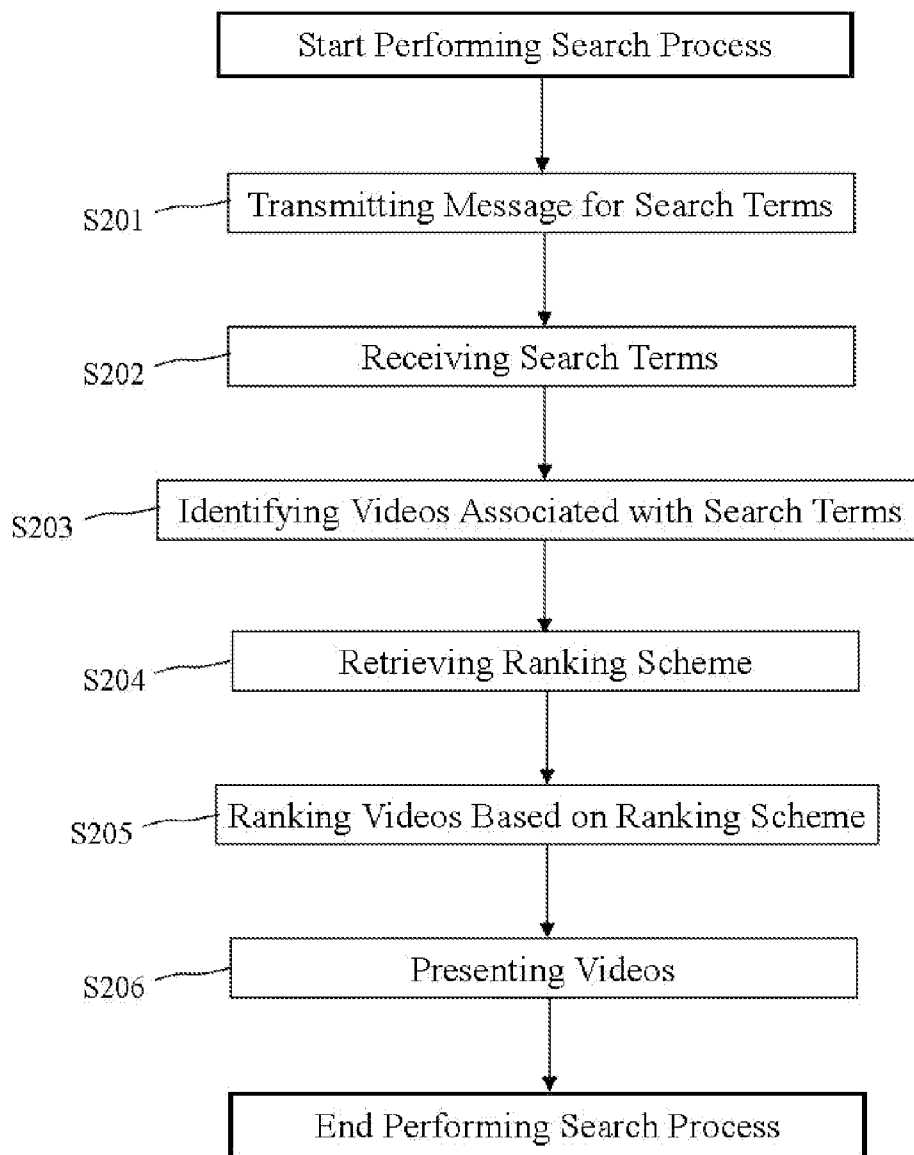 Start Performing Search Process
S201
Transmitting Message for Search Terms
S202
Receiving Search Terms
S203
Identifying Videos Associated with Search Terms
S204
Retrieving Ranking Scheme
S205
Ranking Videos Based on Ranking Scheme
S206
Presenting Videos
End Performing Search Process